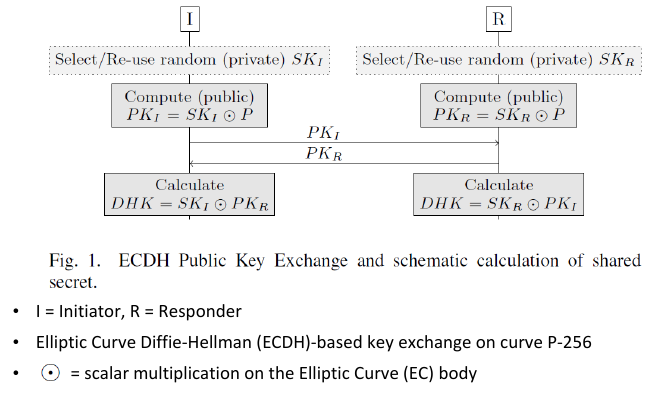 I
R
Select/Re-use random (private) SK_I
Select/Re-use random (private) SK_R
Compute (public)
PK_I = SK_I ⊙ P
Compute (public)
PK_R = SK_R ⊙ P
PK_I
PK_R
Calculate
DHK = SK_I ⊙ PK_R
Calculate
DHK = SK_R ⊙ PK_I
Fig. 1. ECDH Public Key Exchange and schematic calculation of shared
secret.
• I = Initiator, R = Responder
• Elliptic Curve Diffie-Hellman (ECDH)-based key exchange on curve P-256
• ⊙ = scalar multiplication on the Elliptic Curve (EC) body